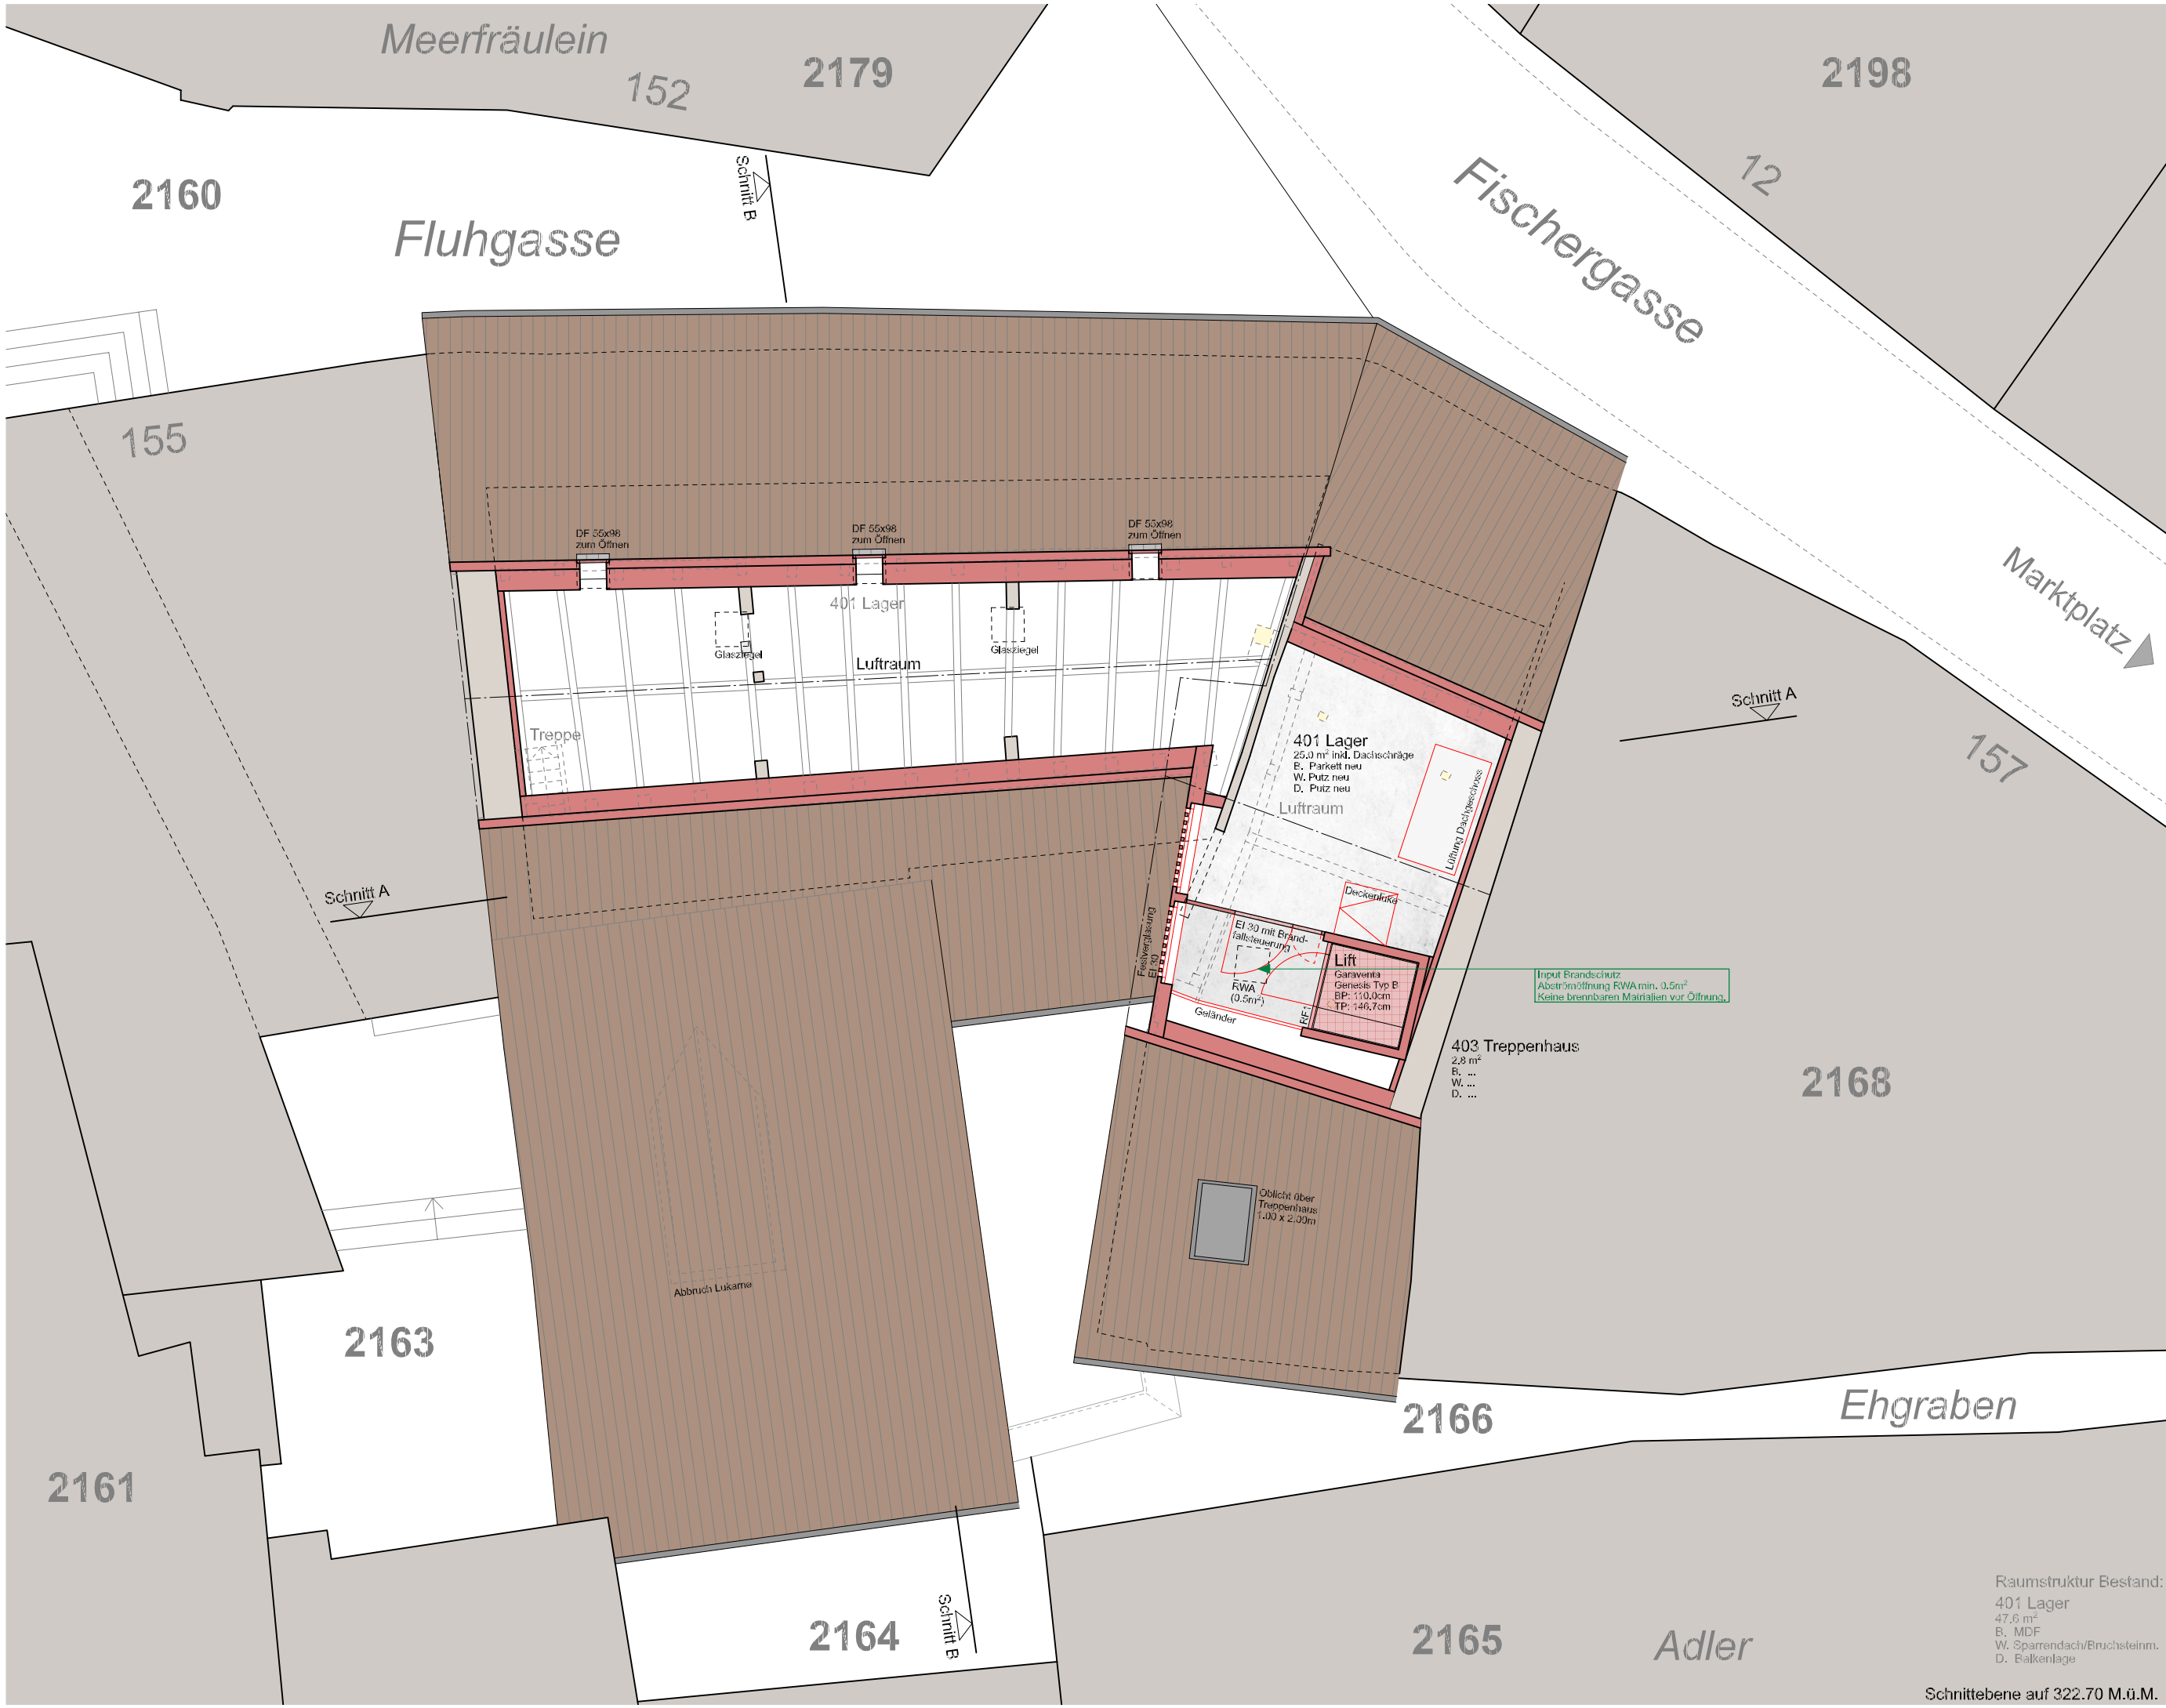 Meerfräulein
152
2179
2198
12
2160
Fluhgasse
Schnitt B
Fischergasse
155
DF 55x98
zum Öffnen
DF 55x98
zum Öffnen
DF 55x98
zum Öffnen
Marktplatz
401 Lager
Glasziegel
Glasziegel
Luftraum
Treppe
Schnitt A
157
401 Lager
25.0 m² inkl. Dachschräge
B. Parkett neu
W. Putz neu
D. Putz neu
Luftraum
Lüftung Dachgeschoss
Schnitt A
Deckenluke
Festverglasung
EI 30
EI 30 mit Brand-
fallsteuerung
RWA
(0.5m²)
Geländer
RF1
Lift
Garaventa
Genesis Typ B
BP: 110.0cm
TP: 146.7cm
Input Brandschutz
Abströmöffnung RWA min. 0.5m²
Keine brennbaren Matrialien vor Öffnung.
403 Treppenhaus
2.8 m²
B. ...
W. ...
D. ...
2168
Oblicht über
Treppenhaus
1.00 x 2.00m
Abbruch Lukarne
2163
2166
Ehgraben
2161
2164
Schnitt B
2165
Adler
Raumstruktur Bestand:
401 Lager
47.6 m²
B. MDF
W. Sparrendach/Bruchsteinm.
D. Balkenlage
Schnittebene auf 322.70 M.ü.M.